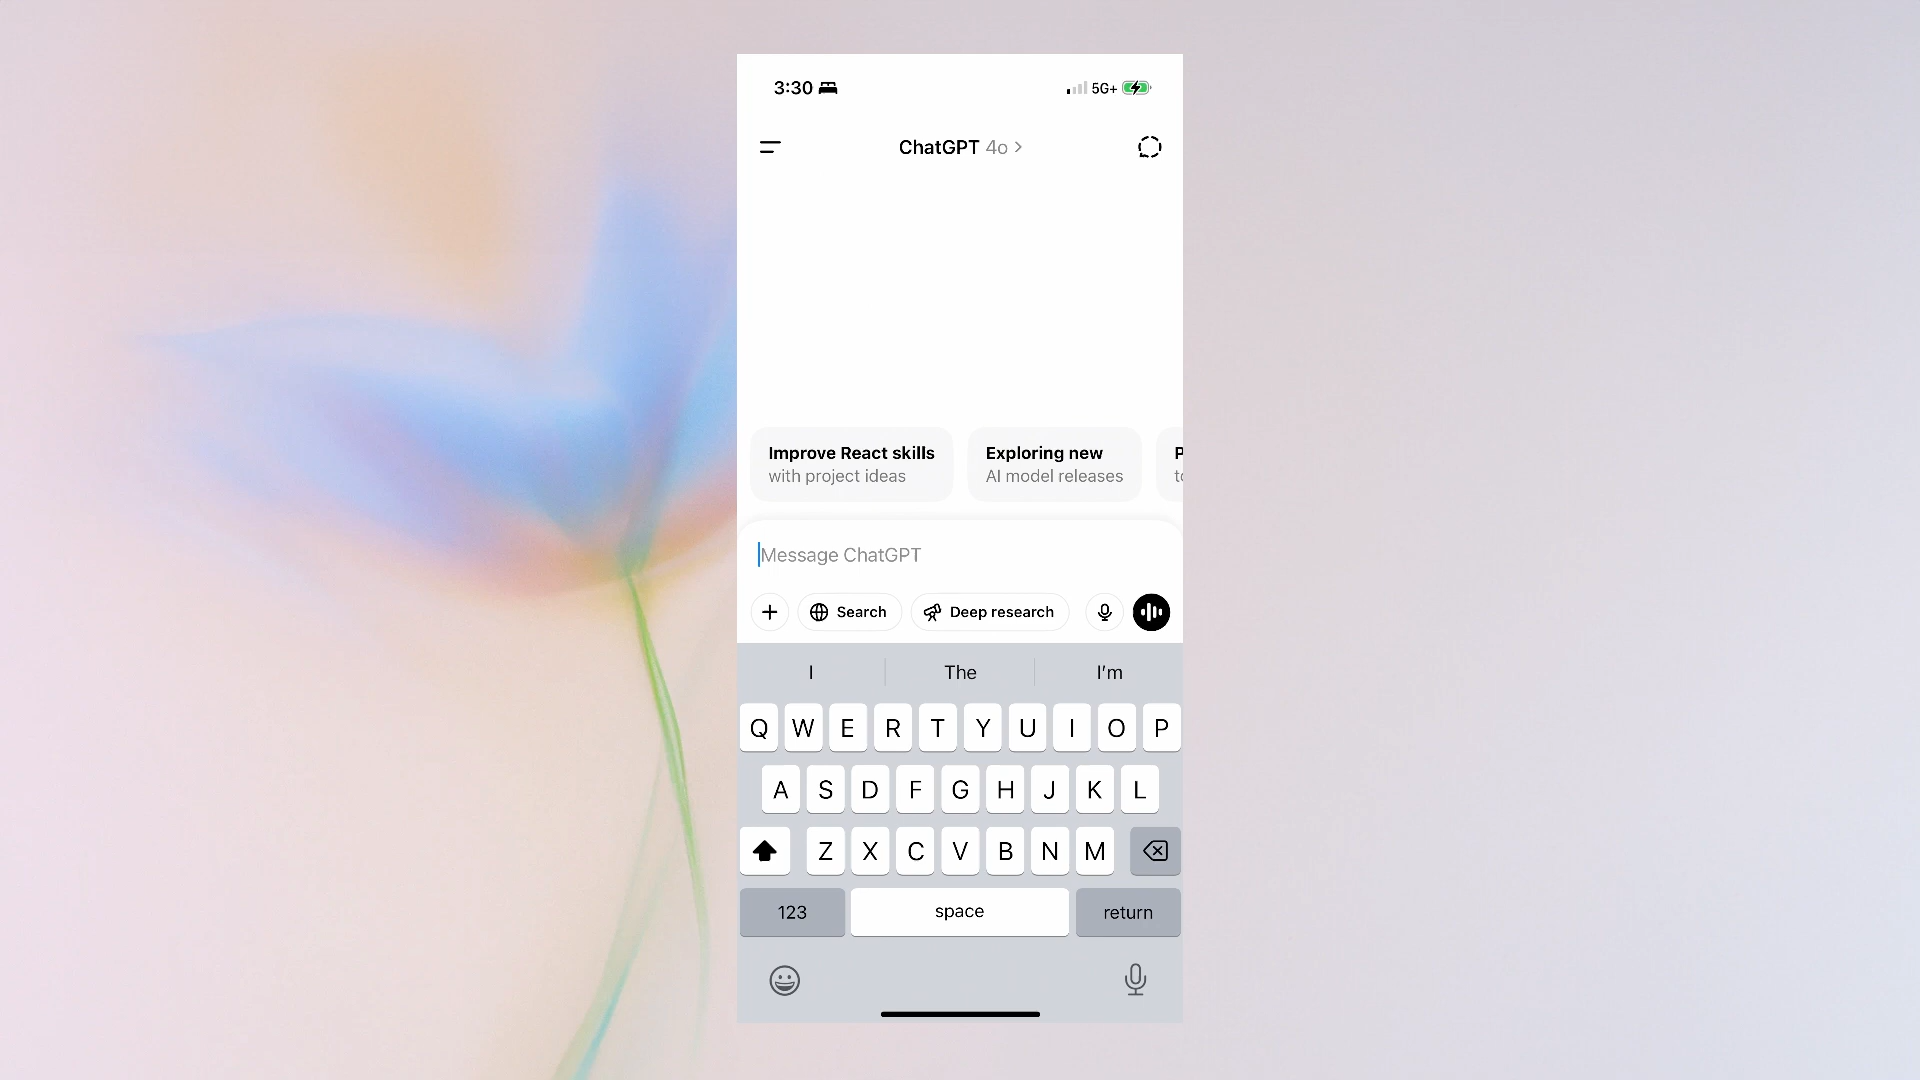 3:30
5G+
ChatGPT 4o >
Improve React skills
with project ideas
Exploring new
AI model releases
P
Message ChatGPT
Search
Deep research
I
The
I'm
Q W E R T Y U I O P
A S D F G H J K L
Z X C V B N M
123
space
return